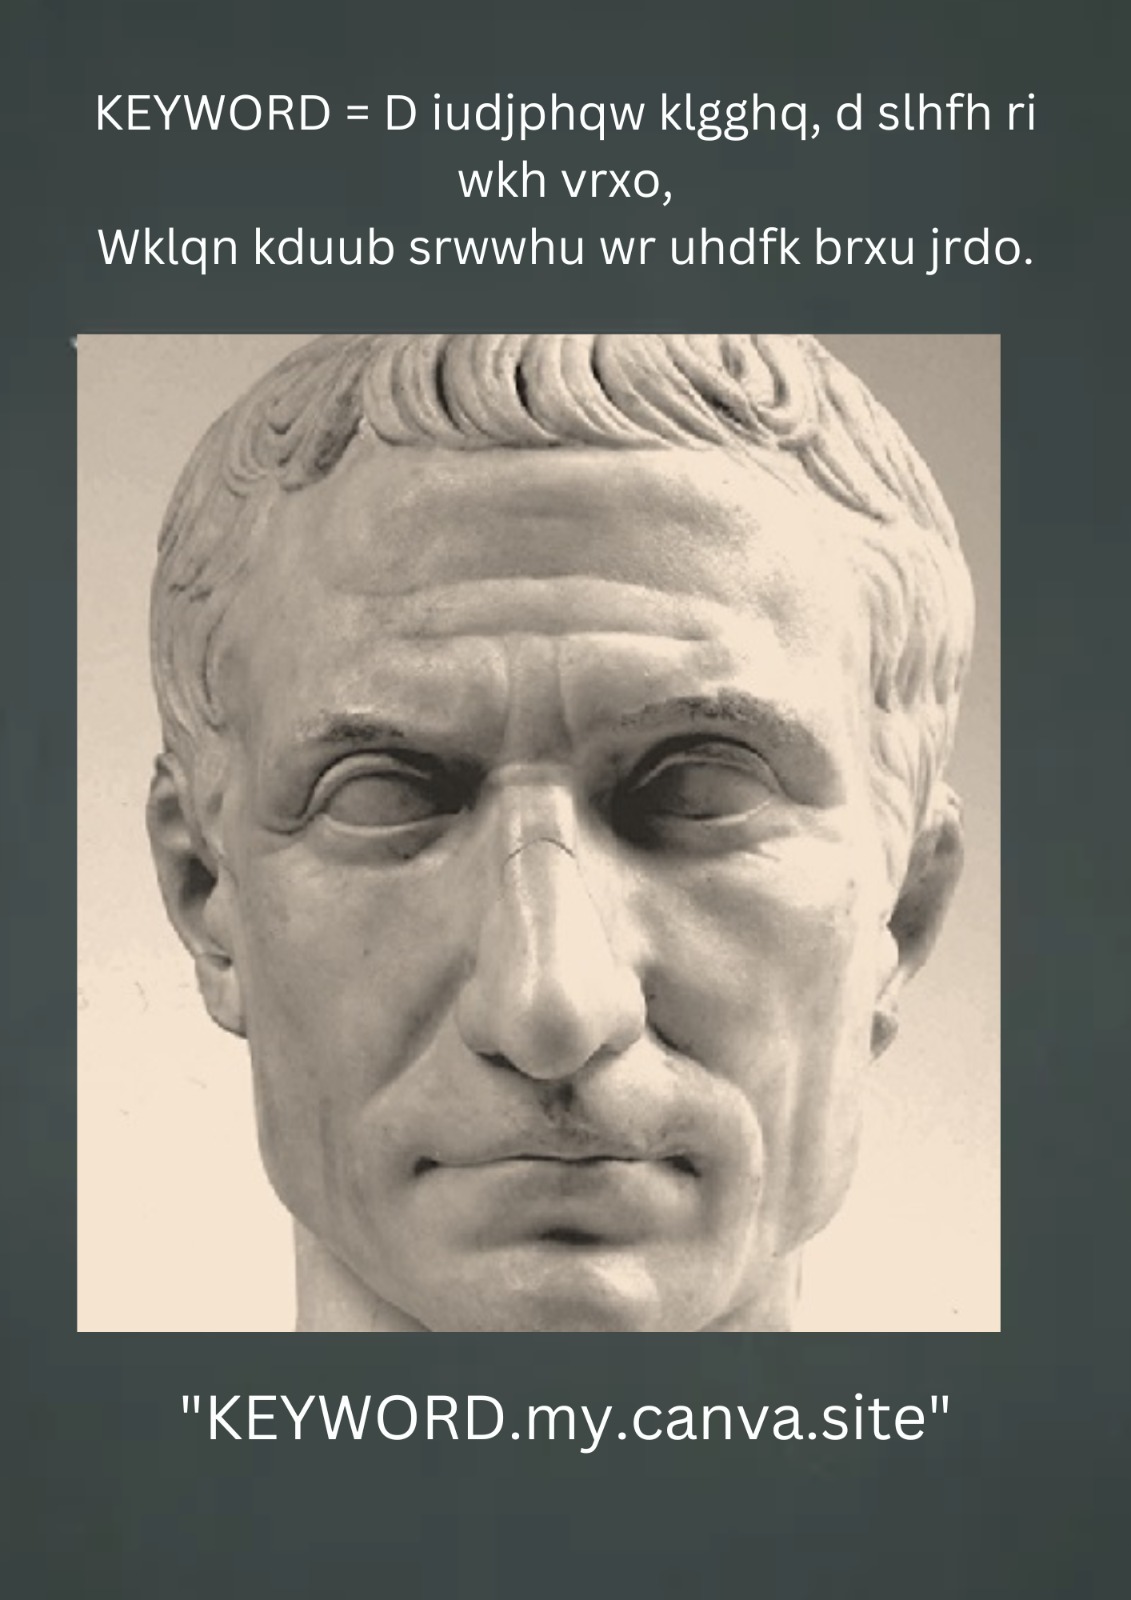 KEYWORD = D iudjphqw klgghq, d slhfh ri
wkh vrxo,
Wklqn kduub srwwhu wr uhdfk brxu jrdo.
"KEYWORD.my.canva.site"